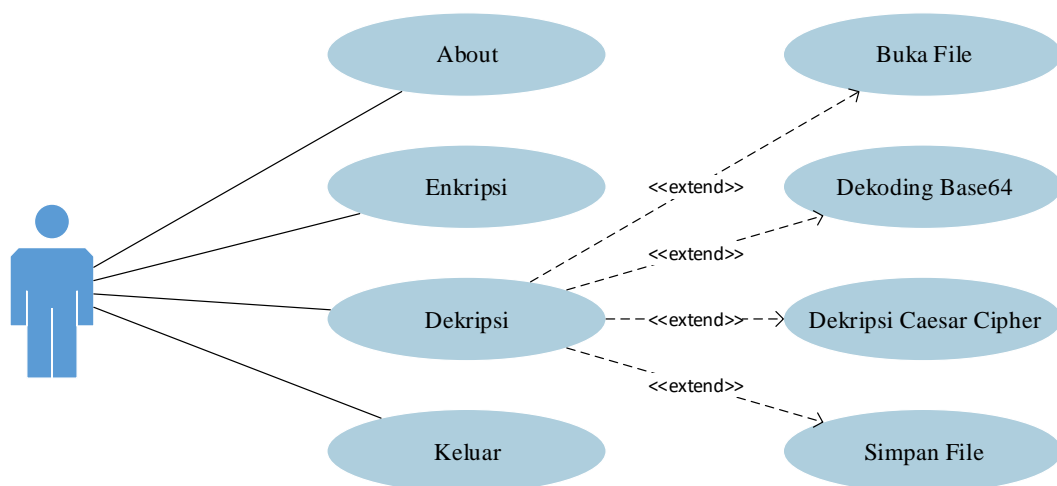 About
Buka File
Enkripsi
<<extend>>
Dekoding Base64
<<extend>>
Dekripsi
<<extend>>
Dekripsi Caesar Cipher
<<extend>>
Keluar
Simpan File